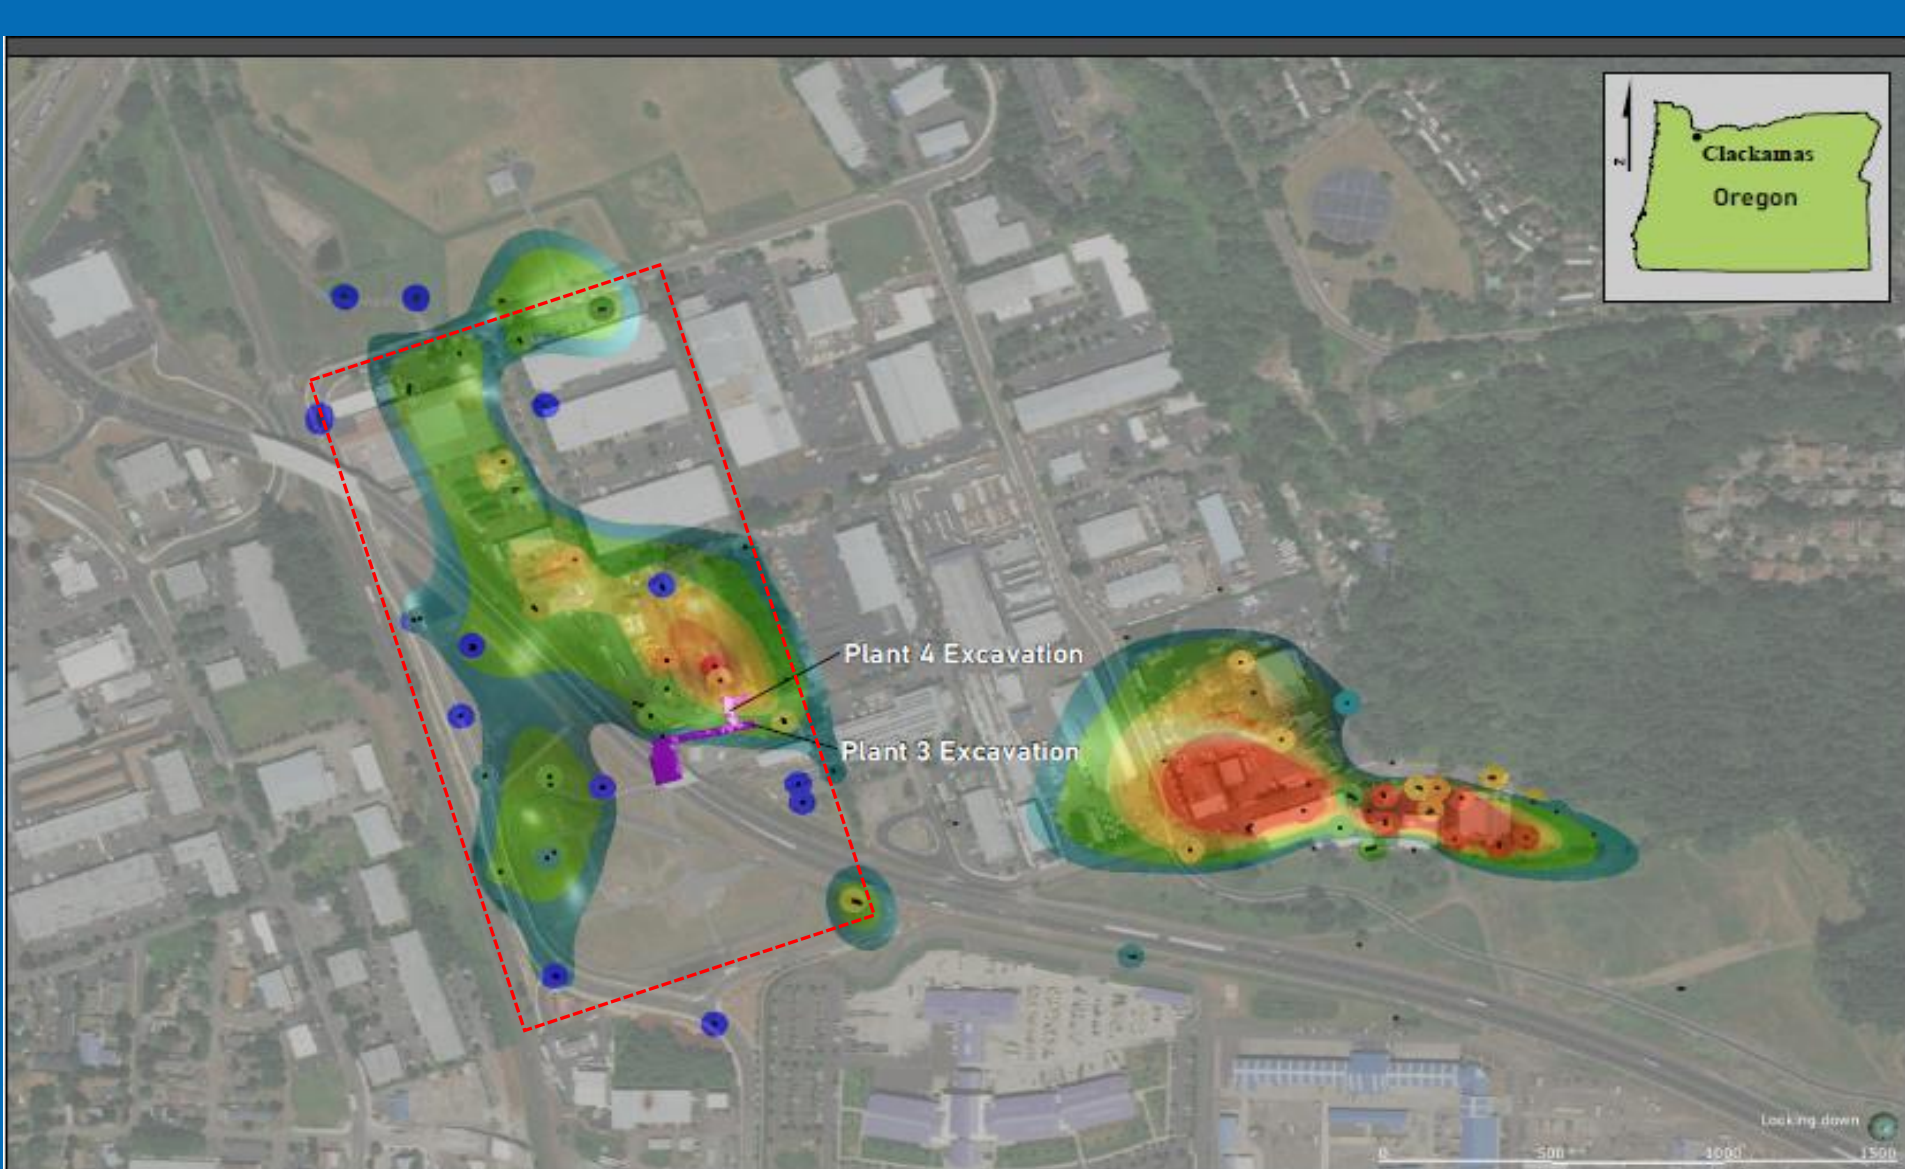 N
Clackamas
Oregon
Plant 4 Excavation
Plant 3 Excavation
Looking down
0 500 1000 1500